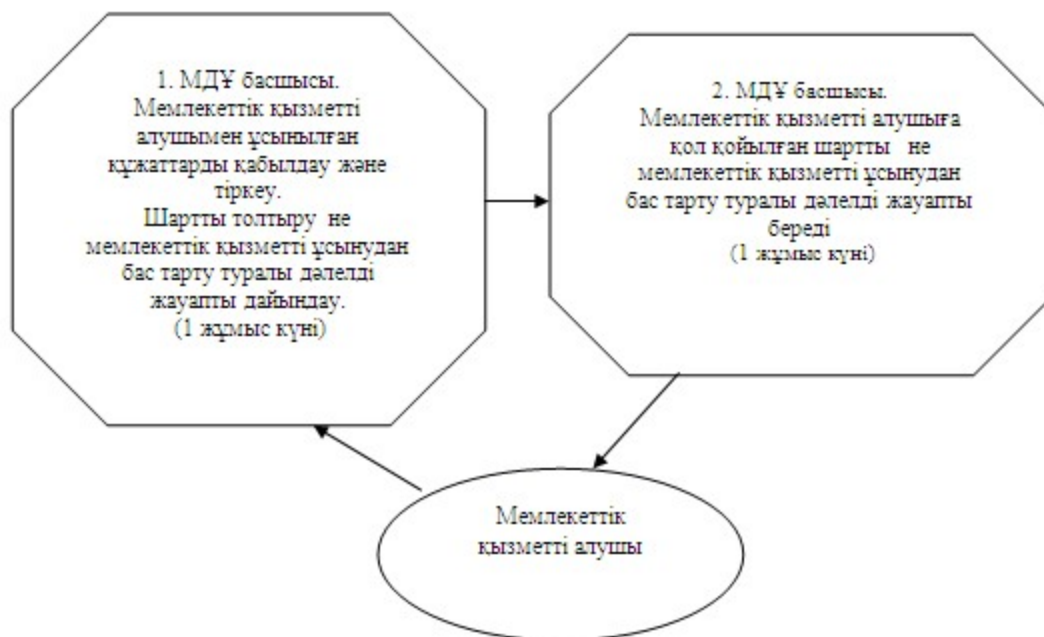 1. МДҰ басшысы.
Мемлекеттік қызметті
алушымен ұсынылған
құжаттарды қабылдау және
тіркеу.
Шартты толтыру не
мемлекеттік қызметті ұсынудан
бас тарту туралы дәлелді
жауапты дайындау.
(1 жұмыс күні)
2. МДҰ басшысы.
Мемлекеттік қызметті алушыға
қол қойылған шартты не
мемлекеттік қызметті ұсынудан
бас тарту туралы дәлелді жауапты
береді
(1 жұмыс күні)
Мемлекеттік
қызметті алушы